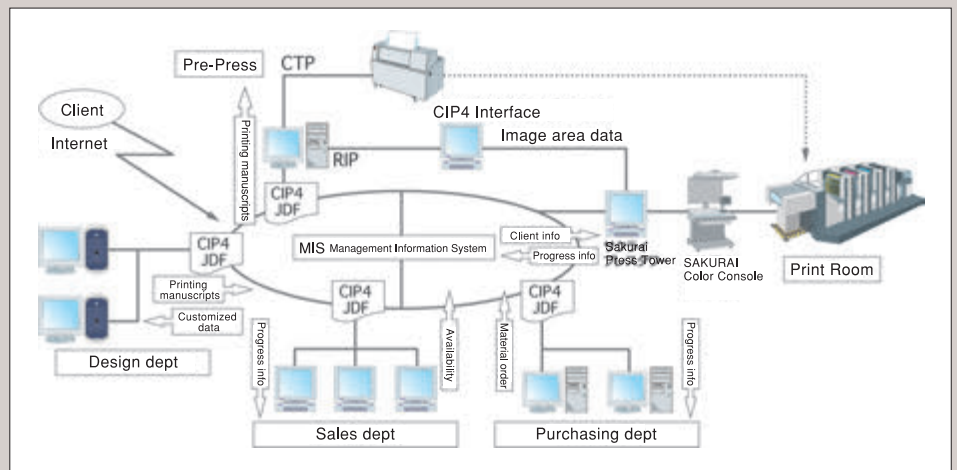 Pre-Press
CTP
Client
Internet
Printing manuscripts
CIP4 Interface
Image area data
RIP
CIP4
JDF
CIP4
JDF
MIS Management Information System
Client info
Progress info
Sakurai
Press Tower
SAKURAI
Color Console
Print Room
Printing
manuscripts
Customized
data
Design dept
CIP4
JDF
CIP4
JDF
Progress info
Availability
Material order
Progress info
Sales dept
Purchasing dept